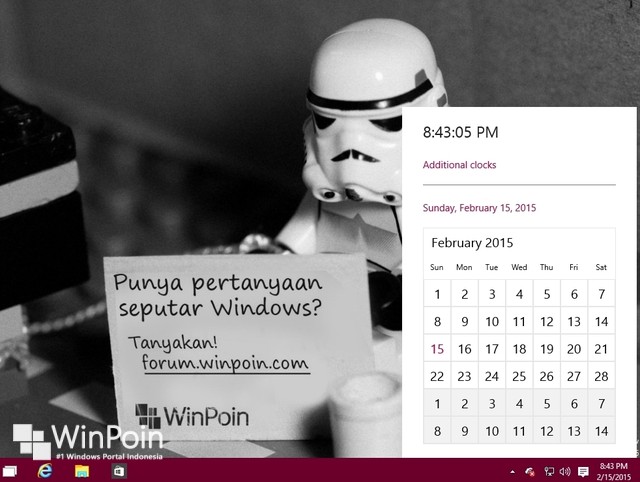 8:43:05 PM
Additional clocks
Sunday, February 15, 2015
February 2015
Sun Mon Tue Wed Thu Fri Sat
1 2 3 4 5 6 7
8 9 10 11 12 13 14
15 16 17 18 19 20 21
22 23 24 25 26 27 28
1 2 3 4 5 6 7
8 9 10 11 12 13 14
Punya pertanyaan
seputar Windows?
Tanyakan!
forum.winpoin.com
WinPoin
WinPoin
#1 Windows Portal Indonesia
8:43 PM
2/15/2015